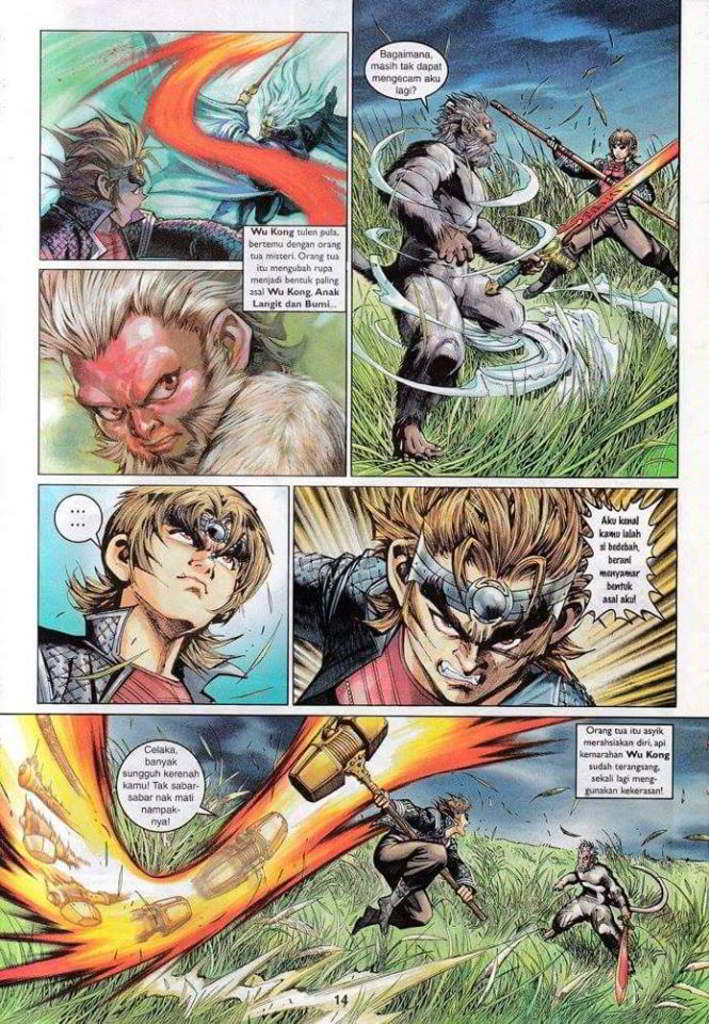 Wu Kong tulen pula,
bertemu dengan orang
tua misteri. Orang tua
itu mengubah rupa
menjadi bentuk paling
asal Wu Kong, Anak
Langit dan Bumi...
Bagaimana,
masih tak dapat
mengecam aku
lagi?
...
...
Aku kenal
kamu ialah
si bedebah,
berani
menyamar
bentuk
asal aku!
Celaka,
banyak
sungguh kerenah
kamu! Tak sabar-
sabar nak mati
nampak-
nya!
Orang tua itu asyik
merahsiakan diri, api
kemarahan Wu Kong
sudah terangsang,
sekali lagi meng-
gunakan kekerasan!
14